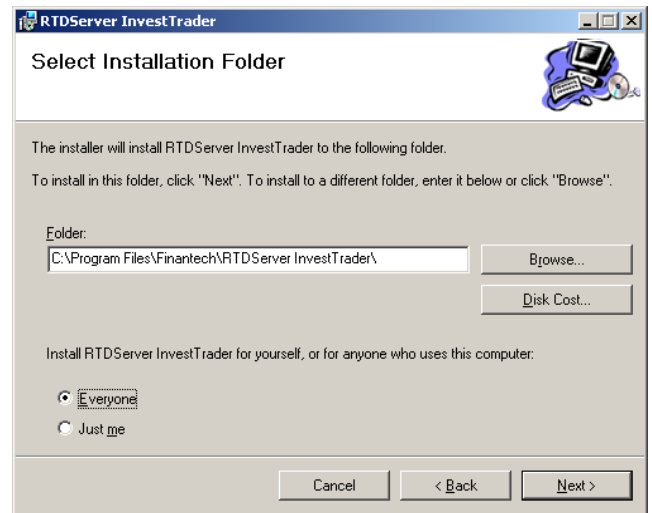 RTDServer InvestTrader
Select Installation Folder
The installer will install RTDServer InvestTrader to the following folder.
To install in this folder, click "Next". To install to a different folder, enter it below or click "Browse".
Folder:
C:\Program Files\Finantech\RTDServer InvestTrader\
Browse...
Disk Cost...
Install RTDServer InvestTrader for yourself, or for anyone who uses this computer:
Everyone
Just me
Cancel
< Back
Next >